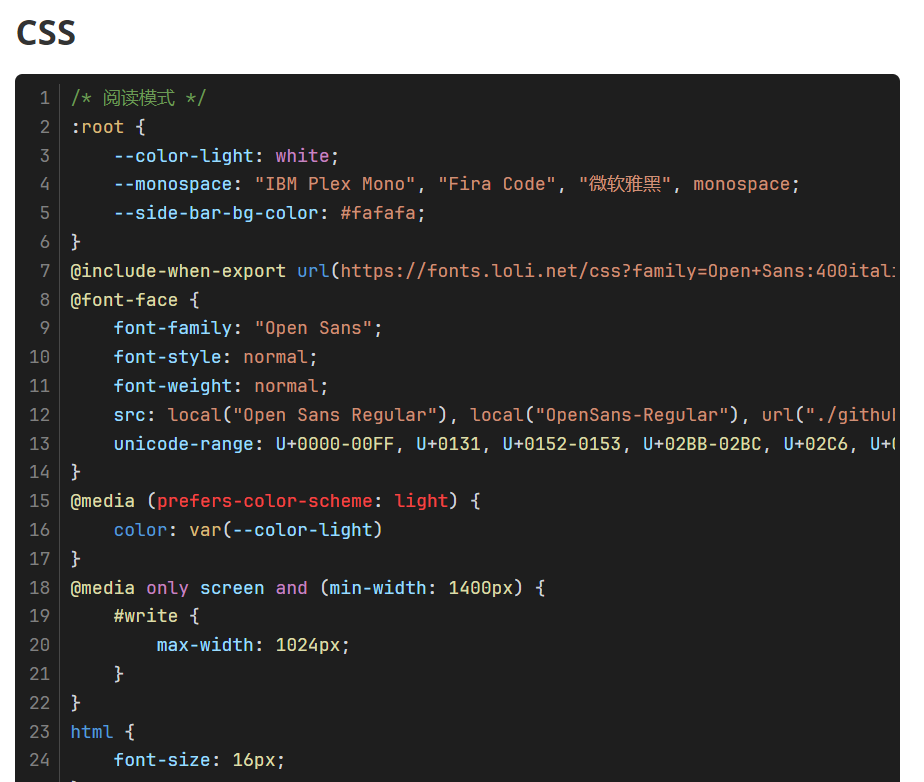 CSS
1 /* 阅读模式 */
2 :root {
3     --color-light: white;
4     --monospace: "IBM Plex Mono", "Fira Code", "微软雅黑", monospace;
5     --side-bar-bg-color: #fafafa;
6 }
7 @include-when-export url(https://fonts.loli.net/css?family=Open+Sans:400itali
8 @font-face {
9     font-family: "Open Sans";
10     font-style: normal;
11     font-weight: normal;
12     src: local("Open Sans Regular"), local("OpenSans-Regular"), url("./github
13     unicode-range: U+0000-00FF, U+0131, U+0152-0153, U+02BB-02BC, U+02C6, U+0
14 }
15 @media (prefers-color-scheme: light) {
16     color: var(--color-light)
17 }
18 @media only screen and (min-width: 1400px) {
19     #write {
20         max-width: 1024px;
21     }
22 }
23 html {
24     font-size: 16px;